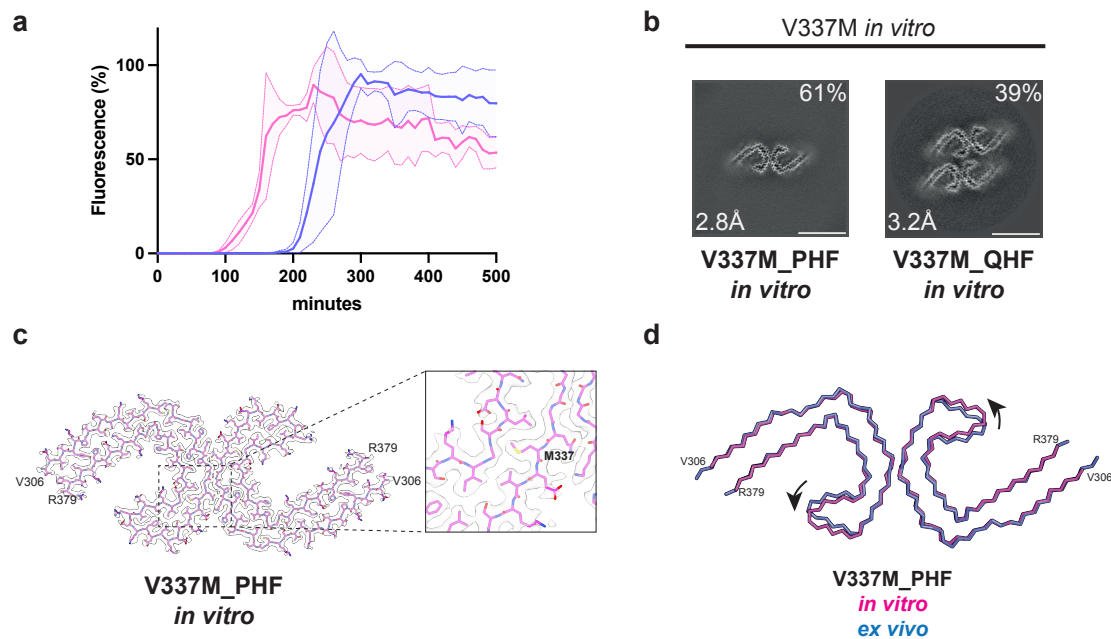 a
Fluorescence (%)
100
50
0
0 100 200 300 400 500
minutes
b
V337M in vitro
61%
2.8Å
V337M_PHF
in vitro
39%
3.2Å
V337M_QHF
in vitro
c
V306
R379
R379
V306
M337
V337M_PHF
in vitro
d
V306
R379
R379
V306
V337M_PHF
in vitro
ex vivo